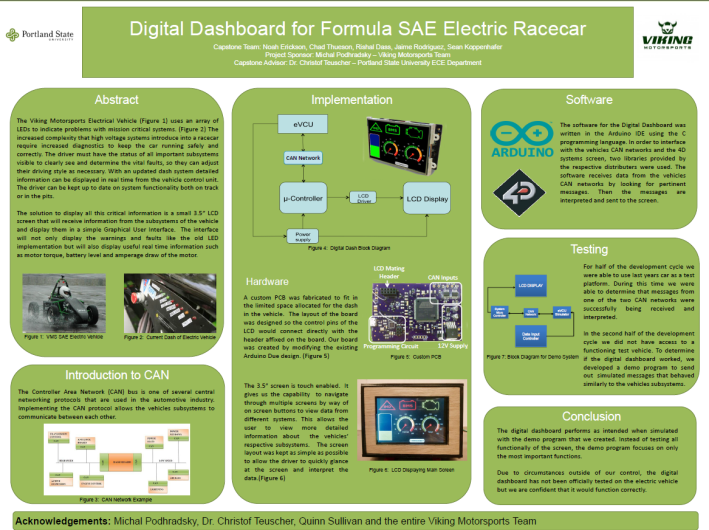 Portland State
UNIVERSITY
Digital Dashboard for Formula SAE Electric Racecar
Capstone Team: Noah Erickson, Chad Thueson, Rishal Dass, Jaime Rodriguez, Sean Koppenhafer
Project Sponsor: Michal Podhradsky – Viking Motorsports Team
Capstone Advisor: Dr. Christof Teuscher – Portland State University ECE Department
VIKING
MOTORSPORTS
Abstract
The Viking Motorsports Electrical Vehicle (Figure 1) uses an array of
LEDs to indicate problems with mission critical systems. (Figure 2) The
increased complexity that high voltage systems introduce into a racecar
require increased diagnostics to keep the car running safely and
correctly. The driver must have the status of all important subsystems
visible to clearly see and determine the vital faults, so they can adjust
their driving style as necessary. With an updated dash system detailed
information can be displayed in real time from the vehicle control unit.
The driver can be kept up to date on system functionality both on track
or in the pits.
The solution to display all this critical information is a small 3.5" LCD
screen that will receive information from the subsystems of the vehicle
and display them in a simple Graphical User Interface. The interface
will not only display the warnings and faults like the old LED
implementation but will also display useful real time information such
as motor torque, battery level and amperage draw of the motor.
Figure 1: VMS SAE Electric Vehicle
Figure 2: Current Dash of Electric Vehicle
Introduction to CAN
The Controller Area Network (CAN) bus is one of several central
networking protocols that are used in the automotive industry.
Implementing the CAN protocol allows the vehicles subsystems to
communicate between each other.
Figure 3: CAN Network Example
Implementation
eVCU
CAN Network
µ-Controller
LCD
Driver
LCD Display
Power
supply
Figure 4: Digital Dash Block Diagram
Hardware
A custom PCB was fabricated to fit in
the limited space allocated for the dash
in the vehicle. The layout of the board
was designed so the control pins of the
LCD would connect directly with the
header affixed on the board. Our board
was created by modifying the existing
Arduino Due design. (Figure 5)
LCD Mating
Header
CAN Inputs
Programming Circuit
12V Supply
Figure 5: Custom PCB
The 3.5" screen is touch enabled. It
gives us the capability to navigate
through multiple screens by way of
on screen buttons to view data from
different systems. This allows the
user to view more detailed
information about the vehicles'
respective subsystems. The screen
layout was kept as simple as possible
to allow the driver to quickly glance
at the screen and interpret the
data.(Figure 6)
Figure 6: LCD Displaying Main Screen
Software
ARDUINO
4D
The software for the Digital Dashboard was
written in the Arduino IDE using the C
programming language. In order to interface
with the vehicles CAN networks and the 4D
systems screen, two libraries provided by
the respective distributers were used. The
software receives data from the vehicles
CAN networks by looking for pertinent
messages. Then the messages are
interpreted and sent to the screen.
Testing
LCD DISPLAY
Figure 7: Block Diagram for Demo System
For half of the development cycle we
were able to use last years car as a test
platform. During this time we were
able to determine that messages from
one of the two CAN networks were
successfully being received and
interpreted.
In the second half of the development
cycle we did not have access to a
functioning test vehicle. To determine
if the digital dashboard worked, we
developed a demo program to send
out simulated messages that behaved
similarly to the vehicles subsystems.
Conclusion
The digital dashboard performs as intended when simulated
with the demo program that we created. Instead of testing all
functionally of the screen, the demo program focuses on only
the most important functions.
Due to circumstances outside of our control, the digital
dashboard has not been officially tested on the electric vehicle
but we are confident that it would function correctly.
Acknowledgements: Michal Podhradsky, Dr. Christof Teuscher, Quinn Sullivan and the entire Viking Motorsports Team